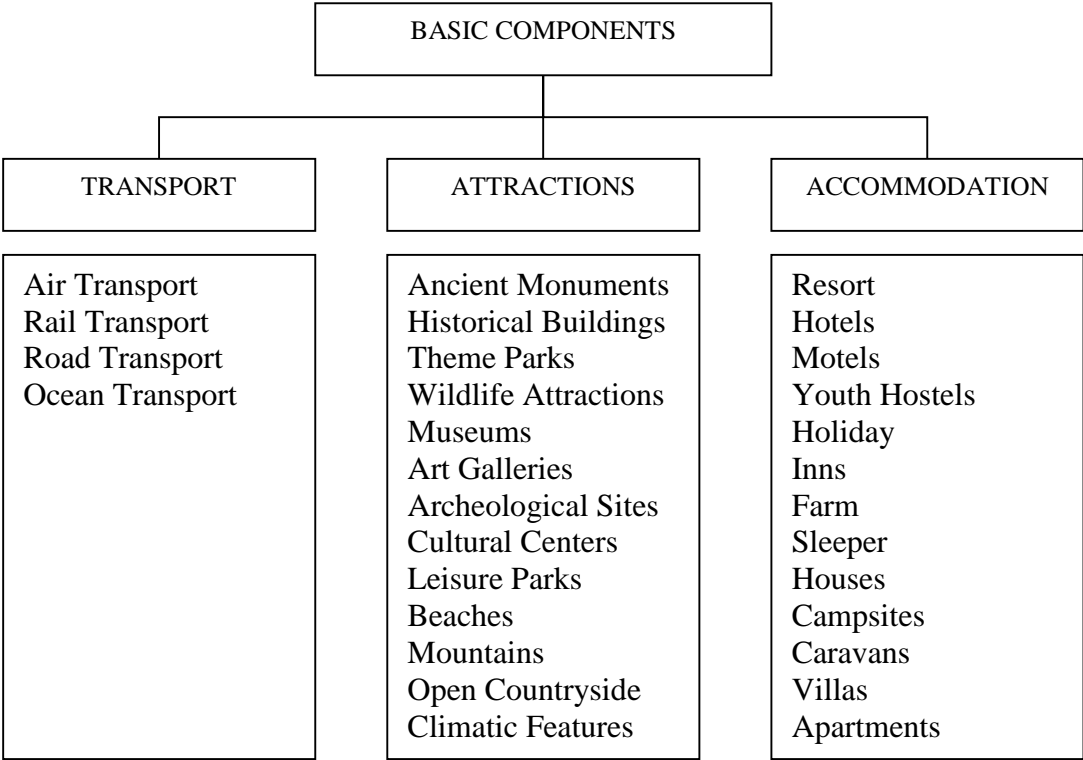 BASIC COMPONENTS
TRANSPORT
ATTRACTIONS
ACCOMMODATION
Air Transport
Rail Transport
Road Transport
Ocean Transport
Ancient Monuments
Historical Buildings
Theme Parks
Wildlife Attractions
Museums
Art Galleries
Archeological Sites
Cultural Centers
Leisure Parks
Beaches
Mountains
Open Countryside
Climatic Features
Resort
Hotels
Motels
Youth Hostels
Holiday
Inns
Farm
Sleeper
Houses
Campsites
Caravans
Villas
Apartments